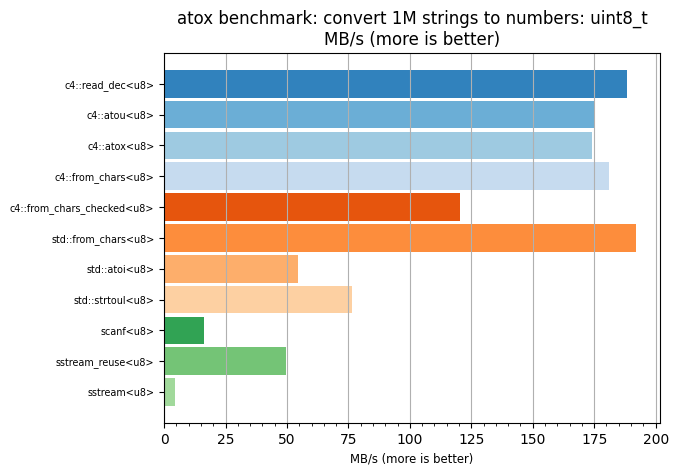 atox benchmark: convert 1M strings to numbers: uint8_t
MB/s (more is better)
c4::read_dec<u8>
c4::atou<u8>
c4::atox<u8>
c4::from_chars<u8>
c4::from_chars_checked<u8>
std::from_chars<u8>
std::atoi<u8>
std::strtoul<u8>
scanf<u8>
sstream_reuse<u8>
sstream<u8>
0 25 50 75 100 125 150 175 200
MB/s (more is better)